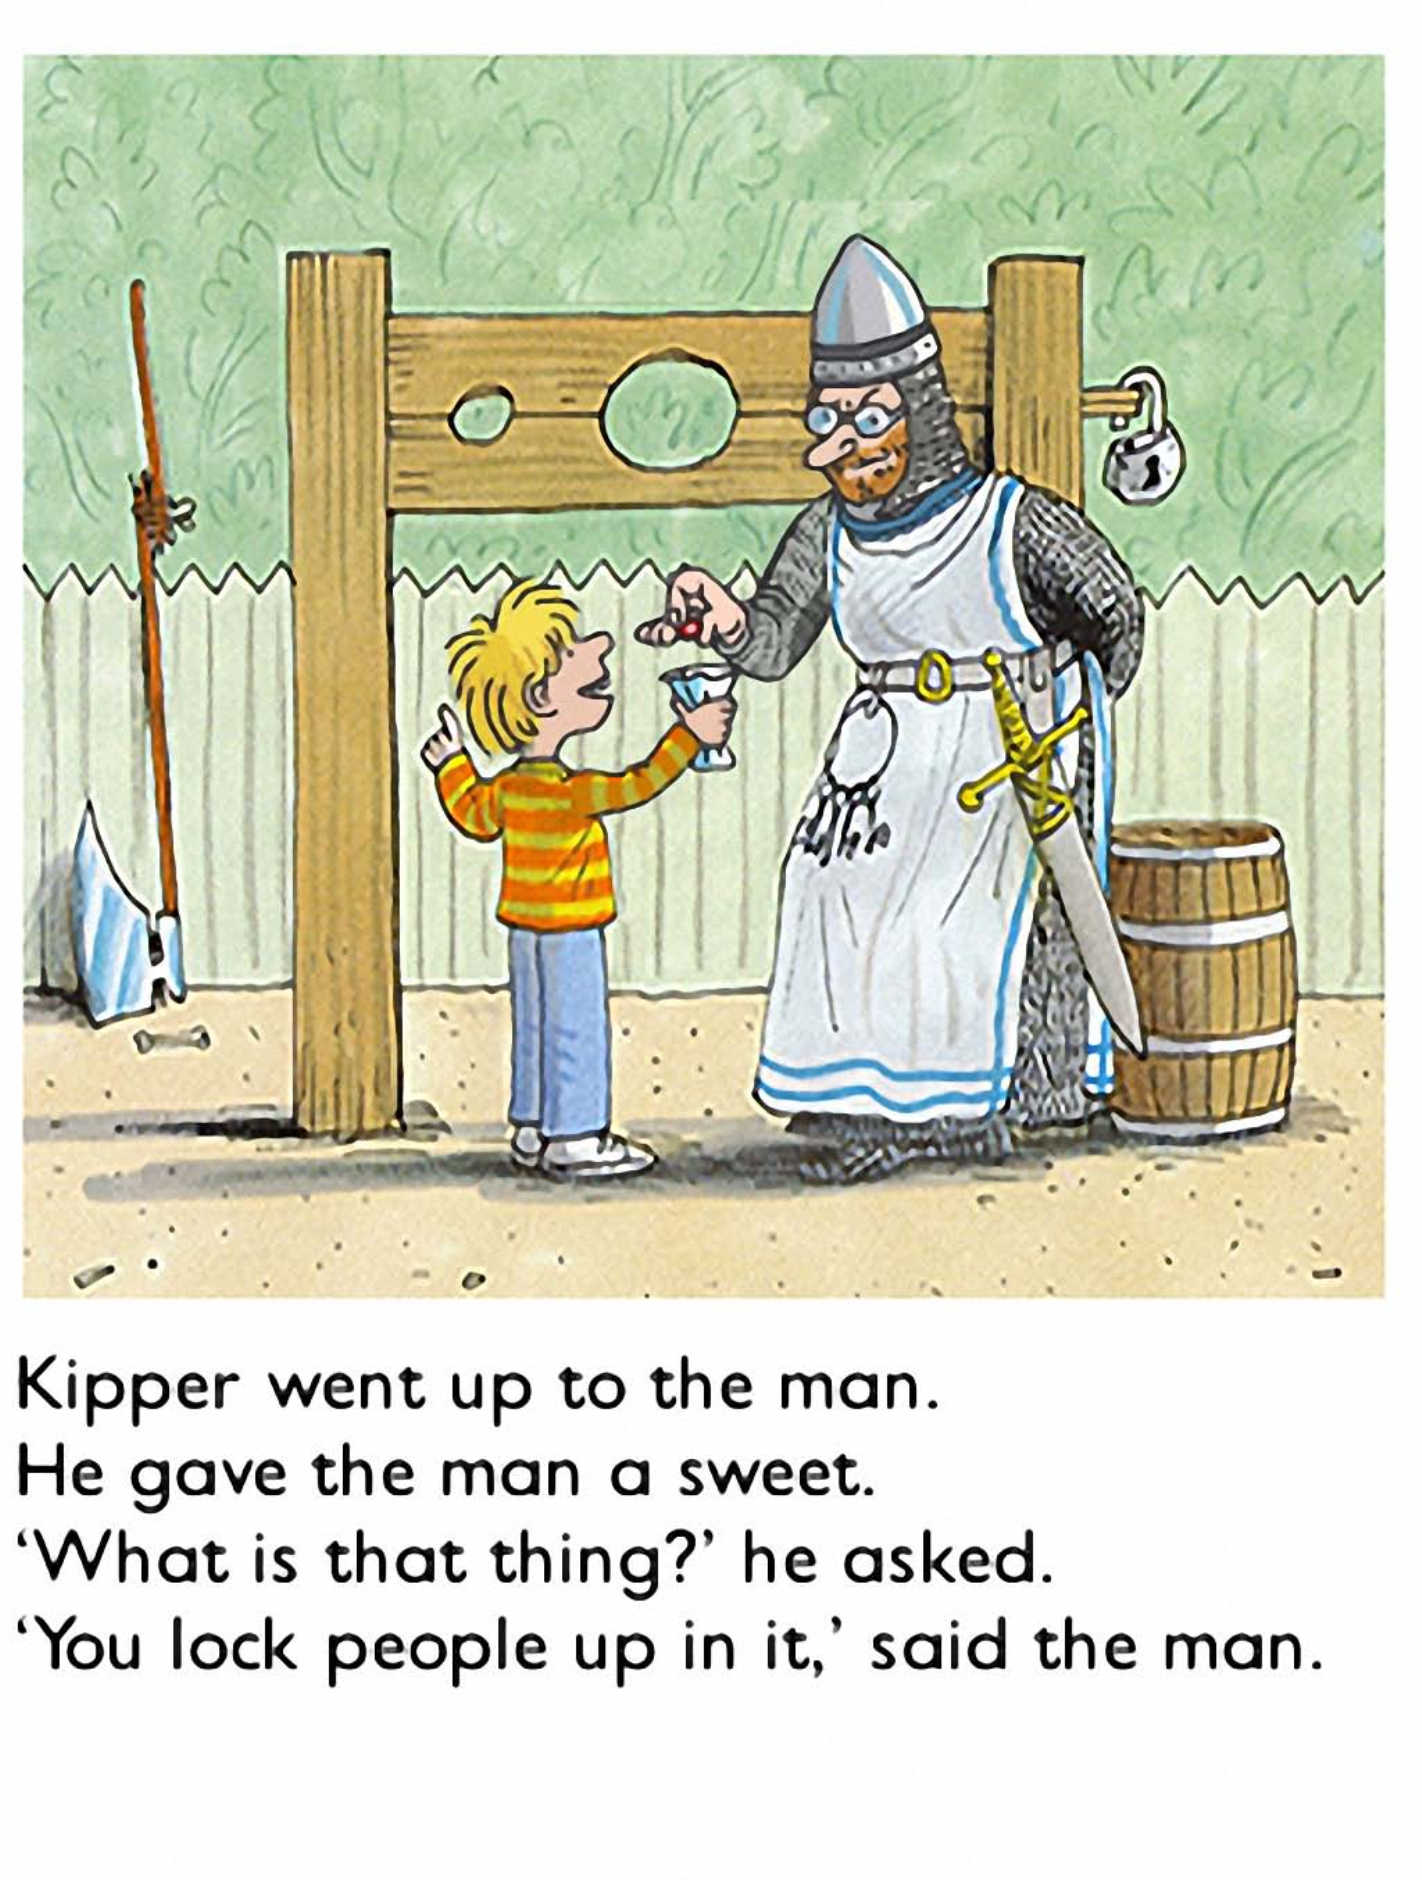 Kipper went up to the man.
He gave the man a sweet.
‘What is that thing?’ he asked.
‘You lock people up in it,’ said the man.